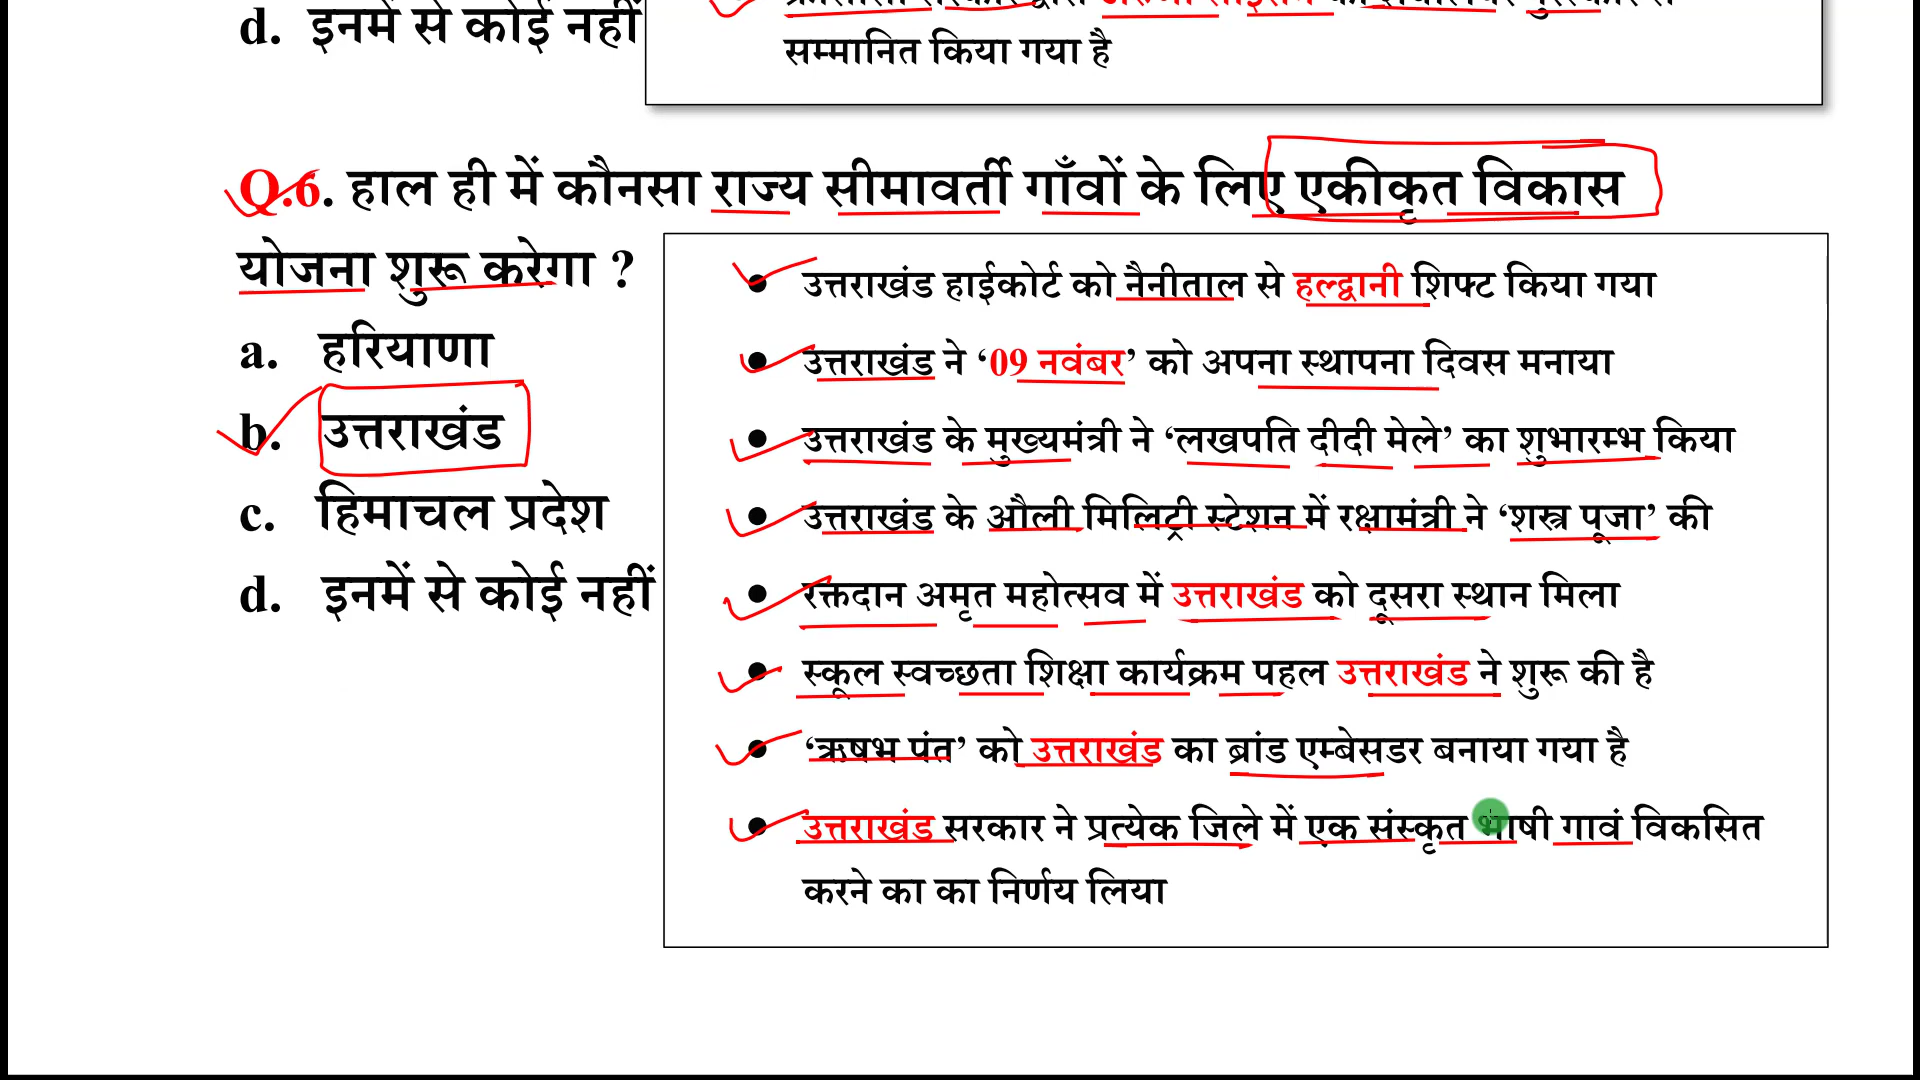 d. इनमें से कोई नहीं
सम्मानित किया गया है
Q.6. हाल ही में कौनसा राज्य सीमावर्ती गाँवों के लिए एकीकृत विकास
योजना शुरू करेगा ?
a. हरियाणा
b. उत्तराखंड
c. हिमाचल प्रदेश
d. इनमें से कोई नहीं
• उत्तराखंड हाईकोर्ट को नैनीताल से हल्द्वानी शिफ्ट किया गया
• उत्तराखंड ने ‘09 नवंबर’ को अपना स्थापना दिवस मनाया
• उत्तराखंड के मुख्यमंत्री ने ‘लखपति दीदी मेले’ का शुभारम्भ किया
• उत्तराखंड के औली मिलिट्री स्टेशन में रक्षामंत्री ने ‘शस्त्र पूजा’ की
• रक्तदान अमृत महोत्सव में उत्तराखंड को दूसरा स्थान मिला
• स्कूल स्वच्छता शिक्षा कार्यक्रम पहल उत्तराखंड ने शुरू की है
• ‘ऋषभ पंत’ को उत्तराखंड का ब्रांड एम्बेसडर बनाया गया है
• उत्तराखंड सरकार ने प्रत्येक जिले में एक संस्कृत भाषी गावं विकसित
करने का का निर्णय लिया